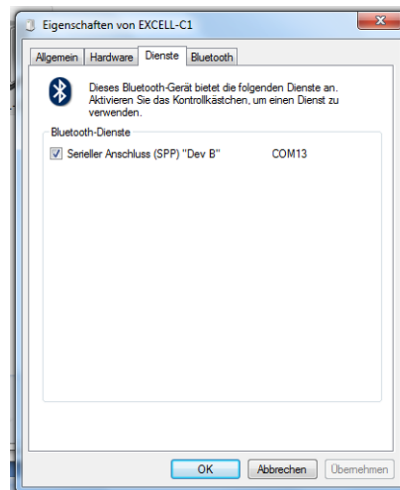 Eigenschaften von EXCELL-C1
Allgemein Hardware Dienste Bluetooth
Dieses Bluetooth-Gerät bietet die folgenden Dienste an.
Aktivieren Sie das Kontrollkästchen, um einen Dienst zu
verwenden.
Bluetooth-Dienste
Serieller Anschluss (SPP) "Dev B" COM13
OK Abbrechen Übernehmen